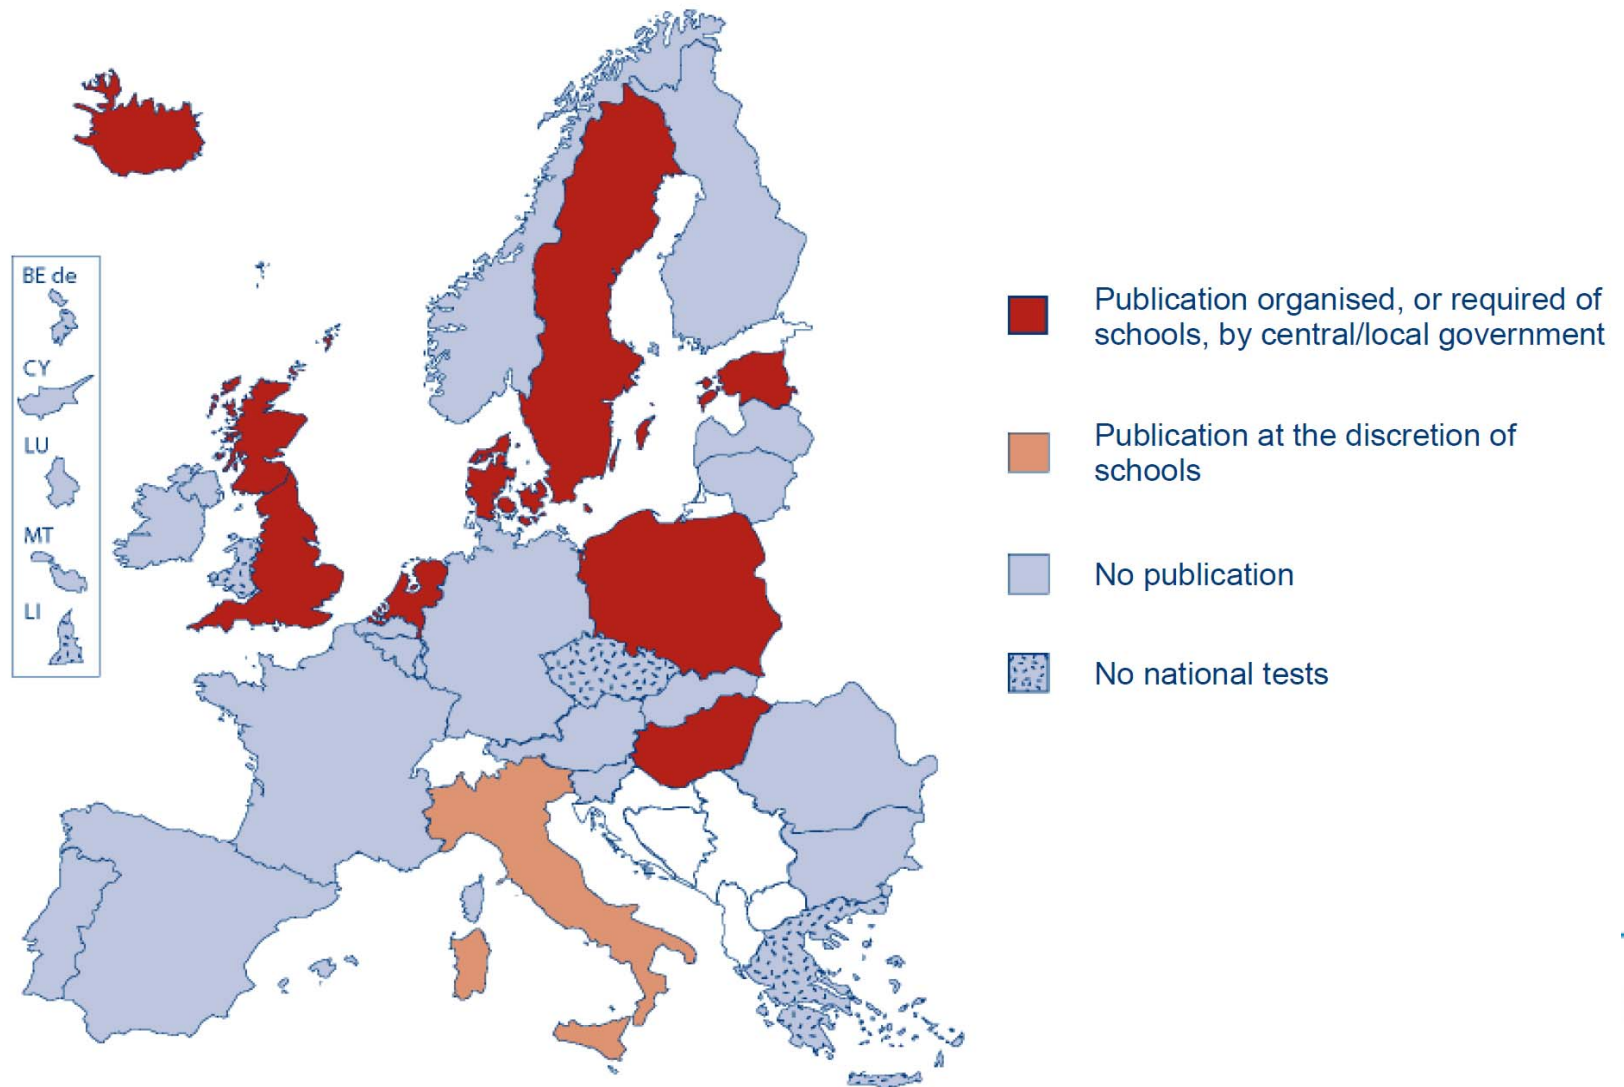 BE de
CY
LU
MT
LI
Publication organised, or required of
schools, by central/local government
Publication at the discretion of
schools
No publication
No national tests